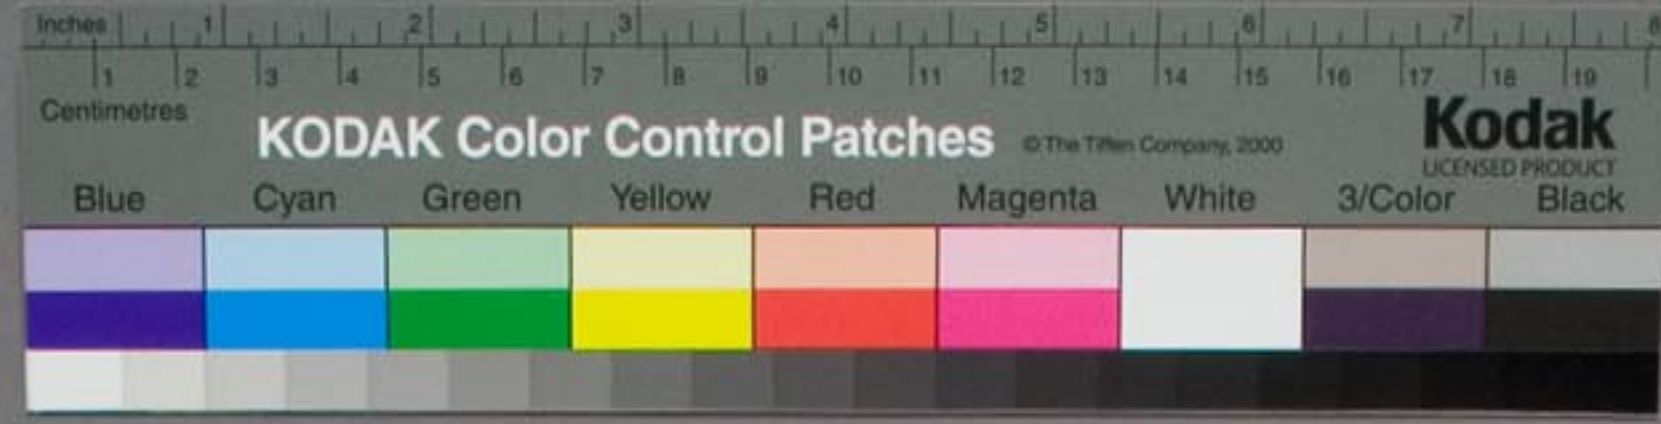 Inches 1 2 3 4 5 6 7 8
1 2 3 4 5 6 7 8 9 10 11 12 13 14 15 16 17 18 19
Centimetres
KODAK Color Control Patches © The Tiffen Company, 2000 Kodak
LICENSED PRODUCT
Blue Cyan Green Yellow Red Magenta White 3/Color Black